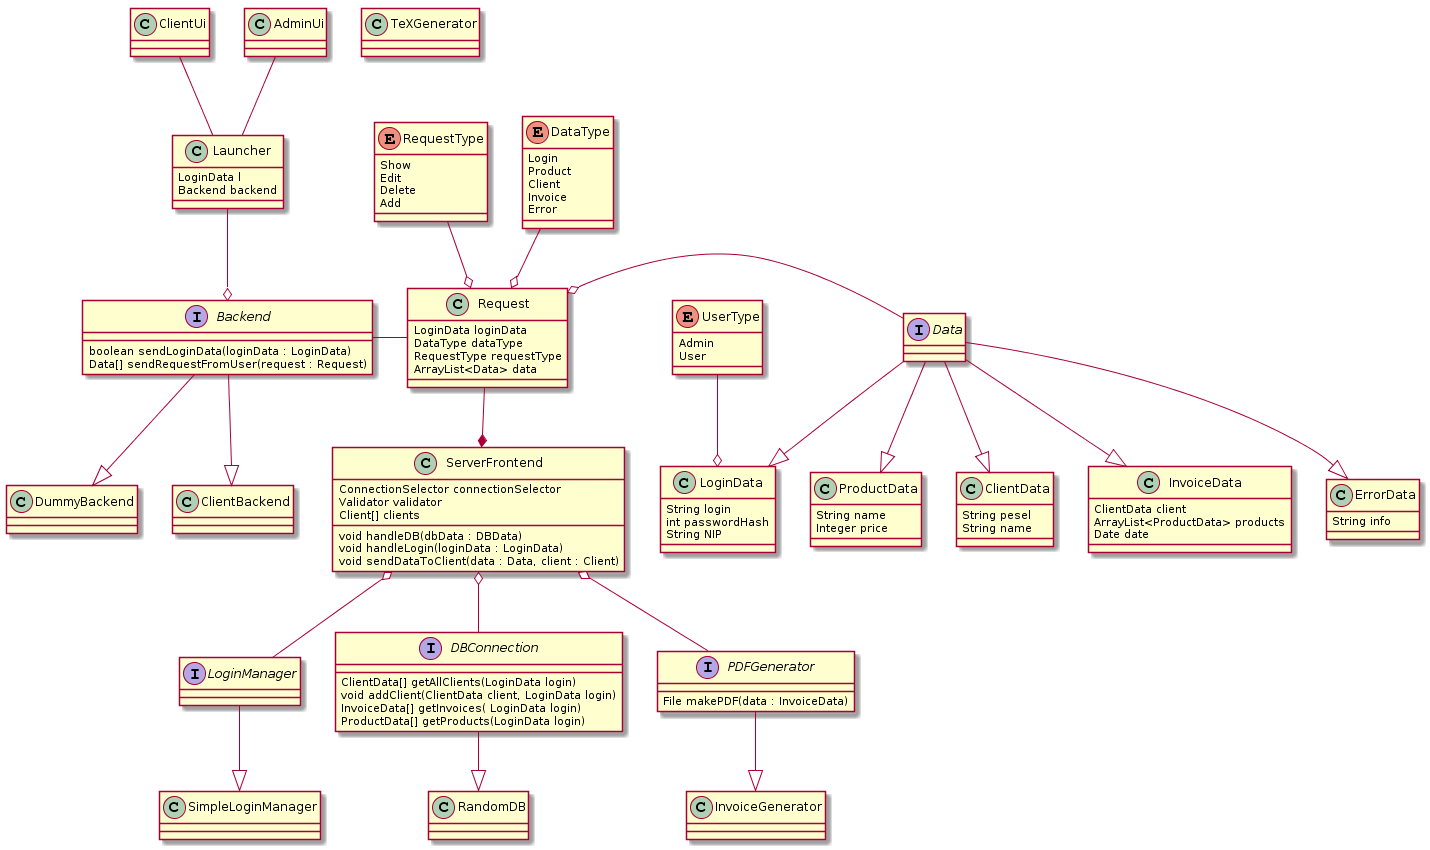 C ClientUi
C AdminUi
C TeXGenerator
C Launcher
LoginData l
Backend backend
E RequestType
Show
Edit
Delete
Add
E DataType
Login
Product
Client
Invoice
Error
I Backend
boolean sendLoginData(loginData : LoginData)
Data[] sendRequestFromUser(request : Request)
C Request
LoginData loginData
DataType dataType
RequestType requestType
ArrayList<Data> data
E UserType
Admin
User
I Data
C DummyBackend
C ClientBackend
C ServerFrontend
ConnectionSelector connectionSelector
Validator validator
Client[] clients
void handleDB(dbData : DBData)
void handleLogin(loginData : LoginData)
void sendDataToClient(data : Data, client : Client)
C LoginData
String login
int passwordHash
String NIP
C ProductData
String name
Integer price
C ClientData
String pesel
String name
C InvoiceData
ClientData client
ArrayList<ProductData> products
Date date
C ErrorData
String info
I LoginManager
I DBConnection
ClientData[] getAllClients(LoginData login)
void addClient(ClientData client, LoginData login)
InvoiceData[] getInvoices( LoginData login)
ProductData[] getProducts(LoginData login)
I PDFGenerator
File makePDF(data : InvoiceData)
C SimpleLoginManager
C RandomDB
C InvoiceGenerator